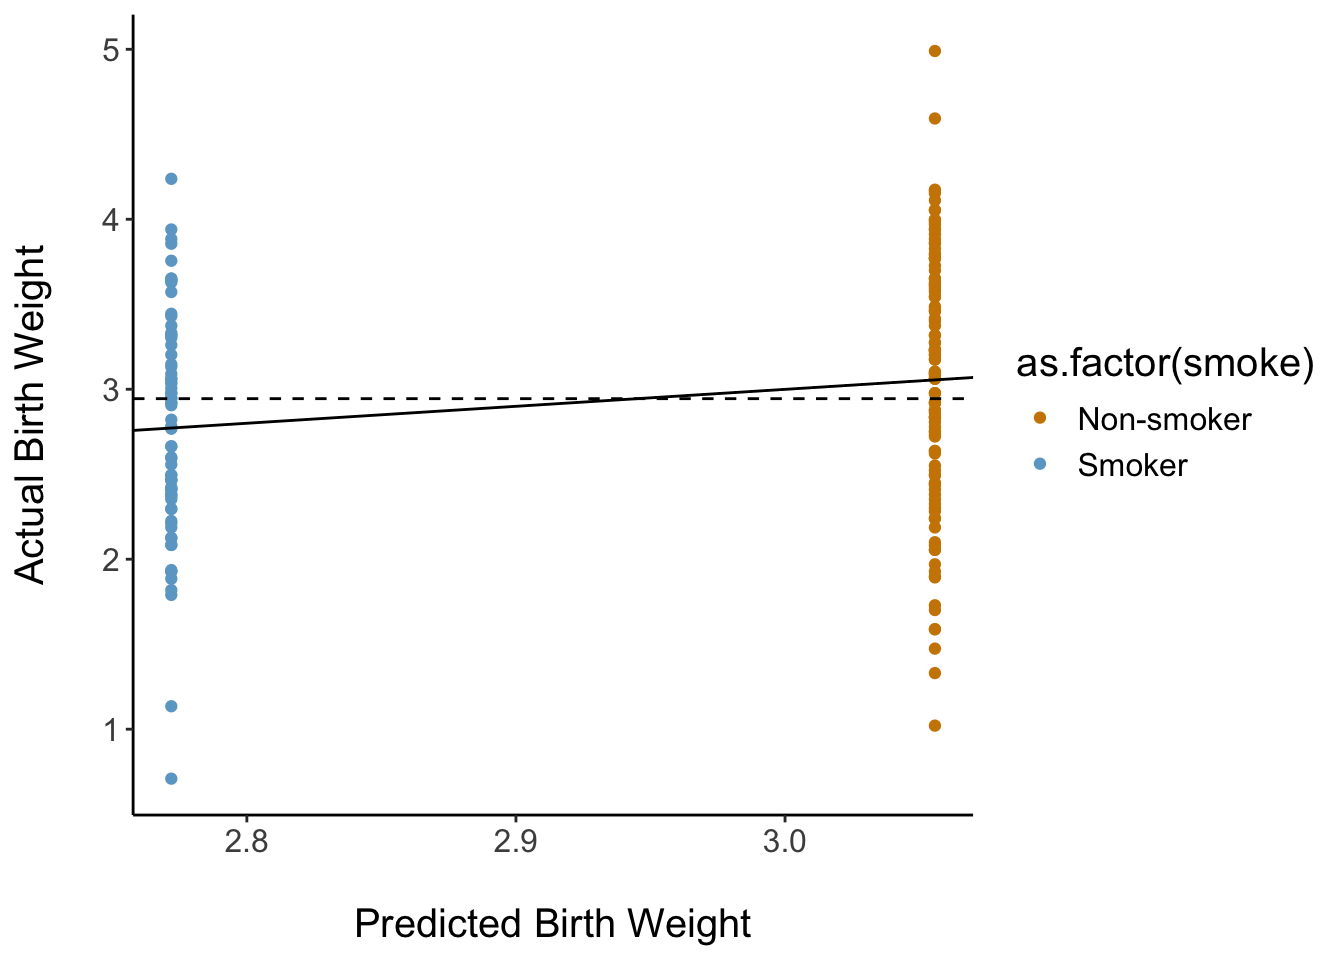 5
4
3
2
1
Actual Birth Weight
2.8 2.9 3.0
Predicted Birth Weight
as.factor(smoke)
Non-smoker
Smoker